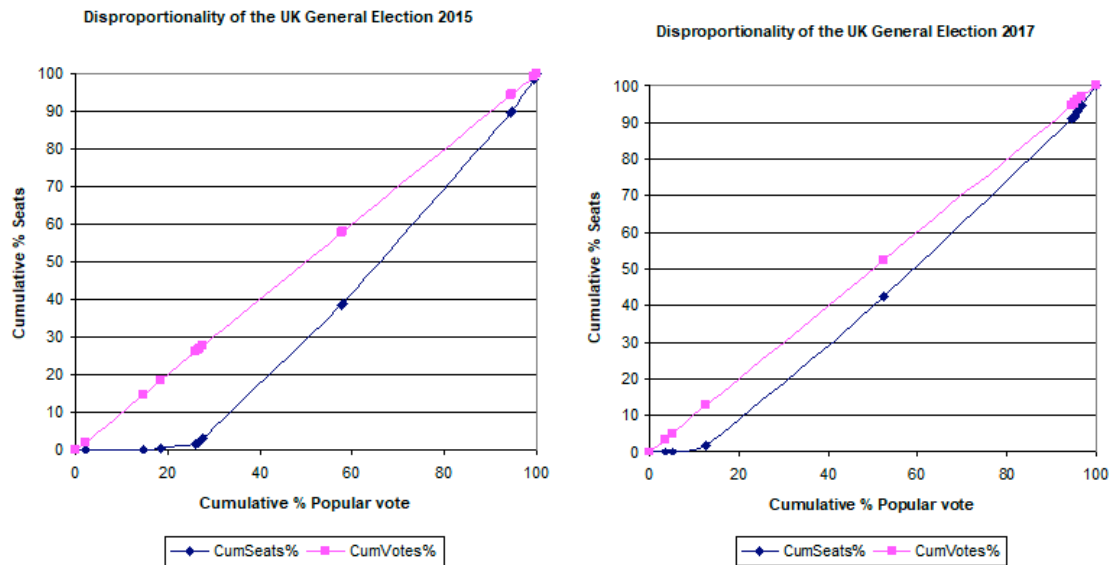 Disproportionality of the UK General Election 2015
100
90
80
70
60
50
40
30
20
10
0
Cumulative % Seats
0 20 40 60 80 100
Cumulative % Popular vote
CumSeats% CumVotes%
Disproportionality of the UK General Election 2017
100
90
80
70
60
50
40
30
20
10
0
Cumulative % Seats
0 20 40 60 80 100
Cumulative % Popular vote
CumSeats% CumVotes%